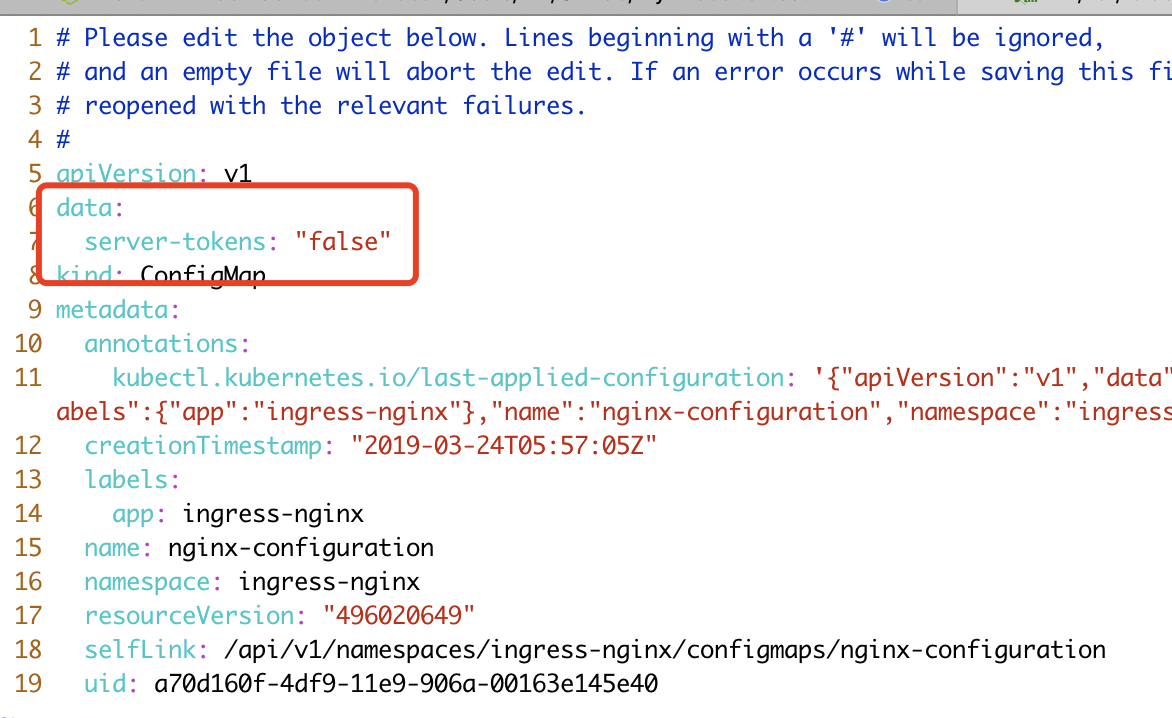 1 # Please edit the object below. Lines beginning with a '#' will be ignored,
2 # and an empty file will abort the edit. If an error occurs while saving this fi
3 # reopened with the relevant failures.
4 #
5 apiVersion: v1
6 data:
7 server-tokens: "false"
8 kind: ConfigMap
9 metadata:
10 annotations:
11 kubectl.kubernetes.io/last-applied-configuration: '{"apiVersion":"v1","data"
abels":{"app":"ingress-nginx"},"name":"nginx-configuration","namespace":"ingress
12 creationTimestamp: "2019-03-24T05:57:05Z"
13 labels:
14 app: ingress-nginx
15 name: nginx-configuration
16 namespace: ingress-nginx
17 resourceVersion: "496020649"
18 selfLink: /api/v1/namespaces/ingress-nginx/configmaps/nginx-configuration
19 uid: a70d160f-4df9-11e9-906a-00163e145e40